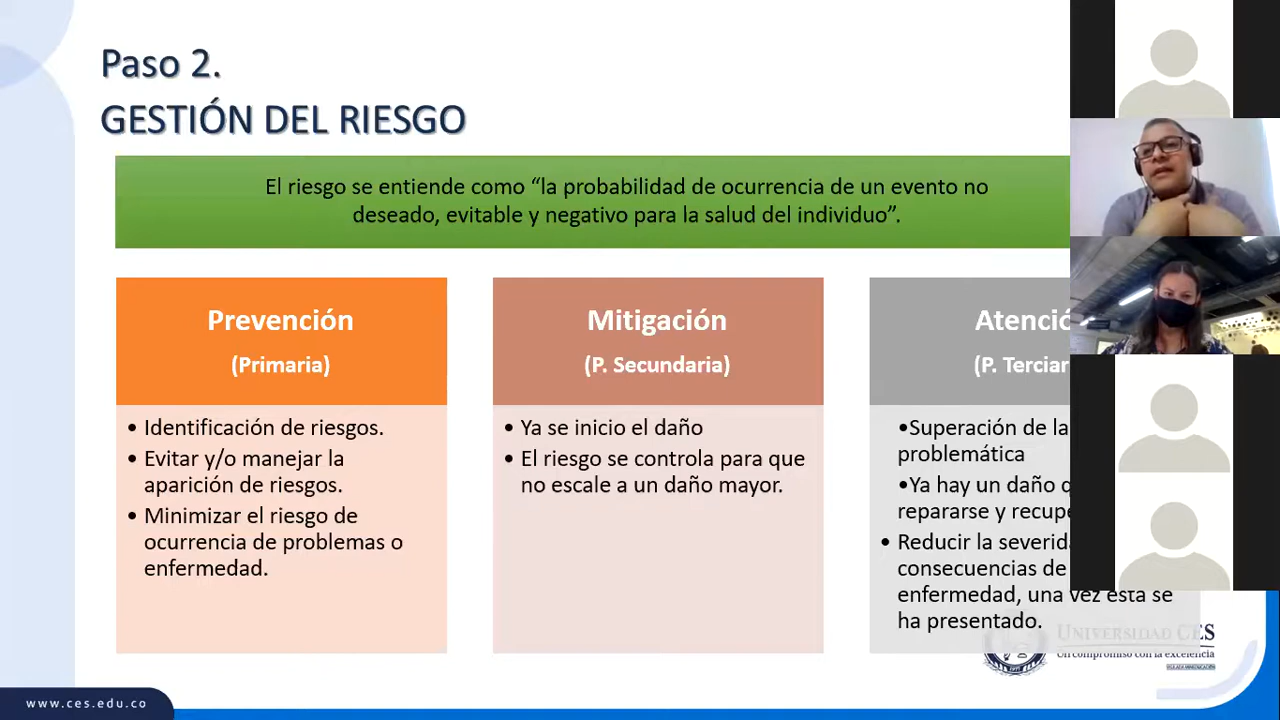 Paso 2.
GESTIÓN DEL RIESGO
El riesgo se entiende como “la probabilidad de ocurrencia de un evento no
deseado, evitable y negativo para la salud del individuo”.
Prevención
(Primaria)
• Identificación de riesgos.
• Evitar y/o manejar la
aparición de riesgos.
• Minimizar el riesgo de
ocurrencia de problemas o
enfermedad.
Mitigación
(P. Secundaria)
• Ya se inicio el daño
• El riesgo se controla para que
no escale a un daño mayor.
(P.
•Superación de la
problemática
•Ya hay un daño
repararse y
• Reducir la
consecuencias de
enfermedad, una vez esta se
ha presentado.
UNIVERSIDAD CES
Un compromiso con la excelencia
www.ces.edu.co